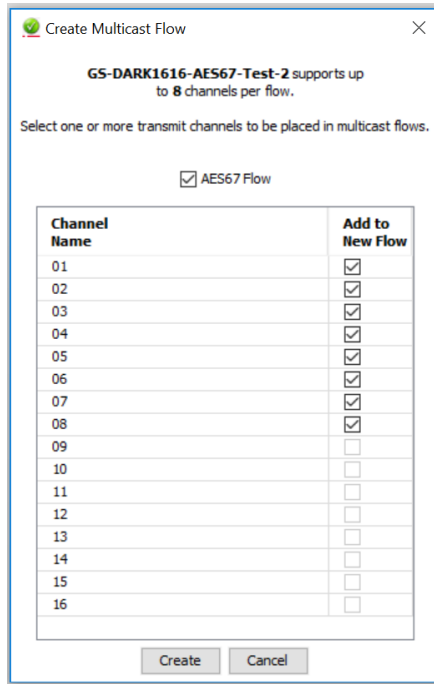 Create Multicast Flow
GS-DARK1616-AES67-Test-2 supports up
to 8 channels per flow.
Select one or more transmit channels to be placed in multicast flows.
AES67 Flow
Channel Name Add to New Flow
01
02
03
04
05
06
07
08
09
10
11
12
13
14
15
16
Create Cancel